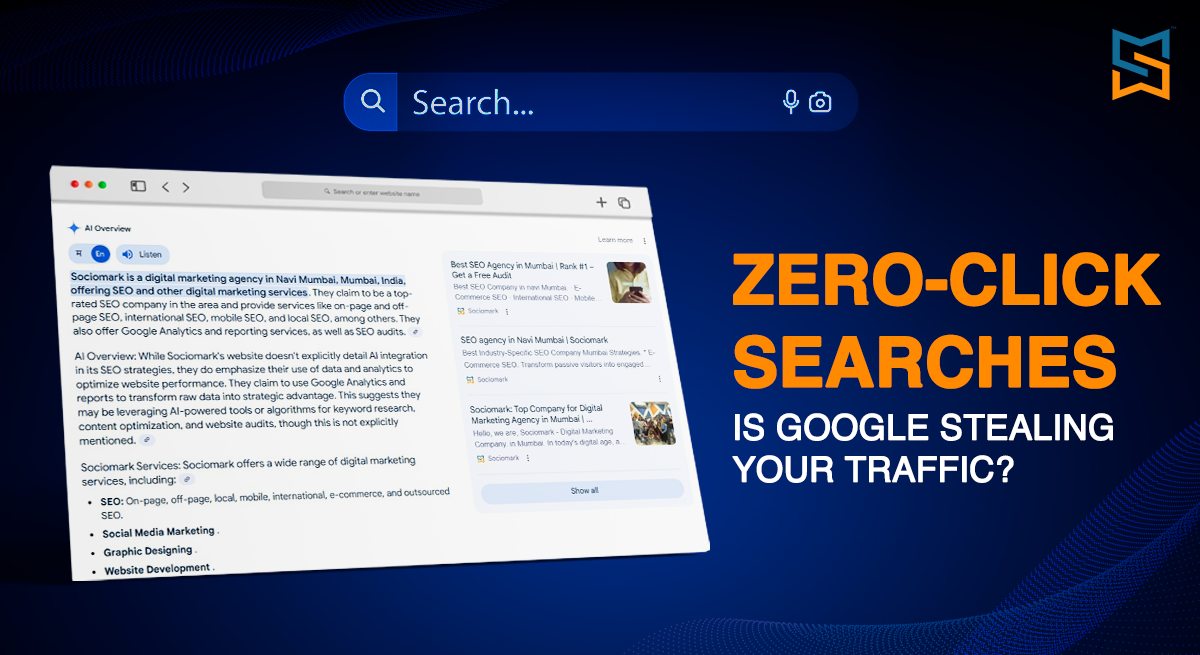 Search...
Search or enter website name
AI Overview
Learn more
म En Listen
Sociomark is a digital marketing agency in Navi Mumbai, Mumbai, India,
offering SEO and other digital marketing services. They claim to be a top-
rated SEO company in the area and provide services like on-page and off-
page SEO, international SEO, mobile SEO, and local SEO, among others. They
also offer Google Analytics and reporting services, as well as SEO audits.
AI Overview: While Sociomark's website doesn't explicitly detail AI integration
in its SEO strategies, they do emphasize their use of data and analytics to
optimize website performance. They claim to use Google Analytics and
reports to transform raw data into strategic advantage. This suggests they
may be leveraging AI-powered tools or algorithms for keyword research,
content optimization, and website audits, though this is not explicitly
mentioned.
Sociomark Services: Sociomark offers a wide range of digital marketing
services, including:
• SEO: On-page, off-page, local, mobile, international, e-commerce, and outsourced
SEO.
• Social Media Marketing .
• Graphic Designing .
• Website Development .
Best SEO Agency in Mumbai | Rank #1 –
Get a Free Audit
Best SEO Company in navi Mumbai. · E-
Commerce SEO · International SEO · Mobile...
Sociomark
SEO agency in Navi Mumbai | Sociomark
Best Industry-Specific SEO Company Mumbai Strategies. * E-
Commerce SEO. Transform passive visitors into engaged ...
Sociomark
Sociomark: Top Company for Digital
Marketing Agency in Mumbai | ...
Hello, we are, Sociomark - Digital Marketing
Company. in Mumbai. In today's digital age, a...
Sociomark
Show all
ZERO-CLICK
SEARCHES
IS GOOGLE STEALING
YOUR TRAFFIC?